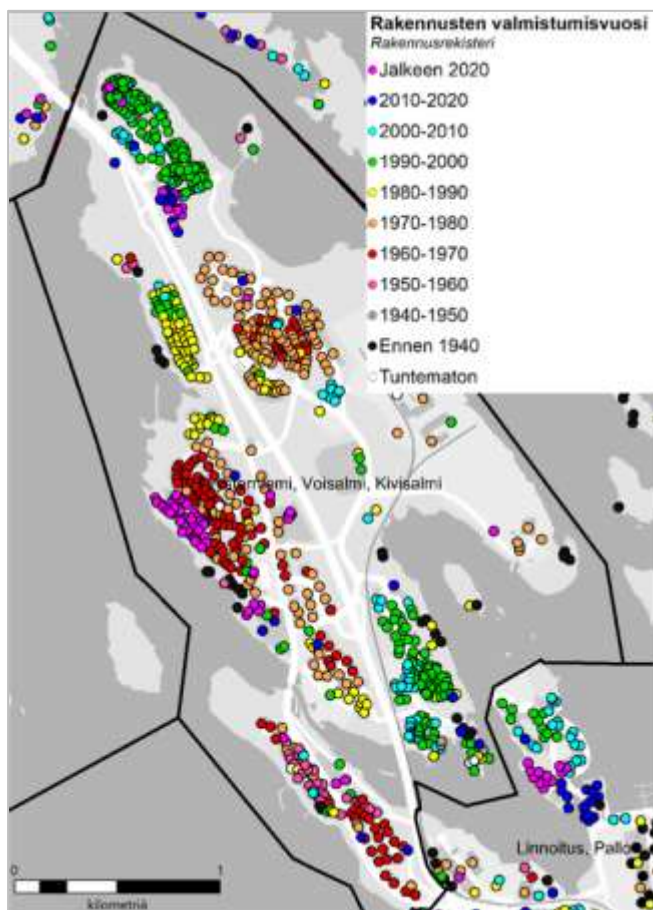 Rakennusten valmistumisvuosi
Rakennusrekisteri
Jälkeen 2020
2010-2020
2000-2010
1990-2000
1980-1990
1970-1980
1960-1970
1950-1960
1940-1950
Ennen 1940
Tuntematon
Voisalmi, Kivisalmi
Linnoitus,
0
1
kilometriä